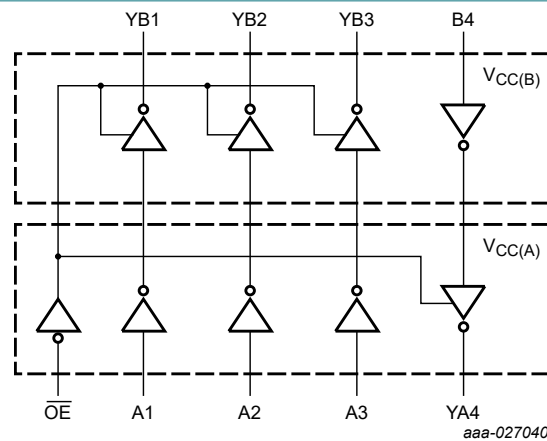 YB1 YB2 YB3 B4
VCC(B)
VCC(A)
OE A1 A2 A3 YA4
aaa-027040